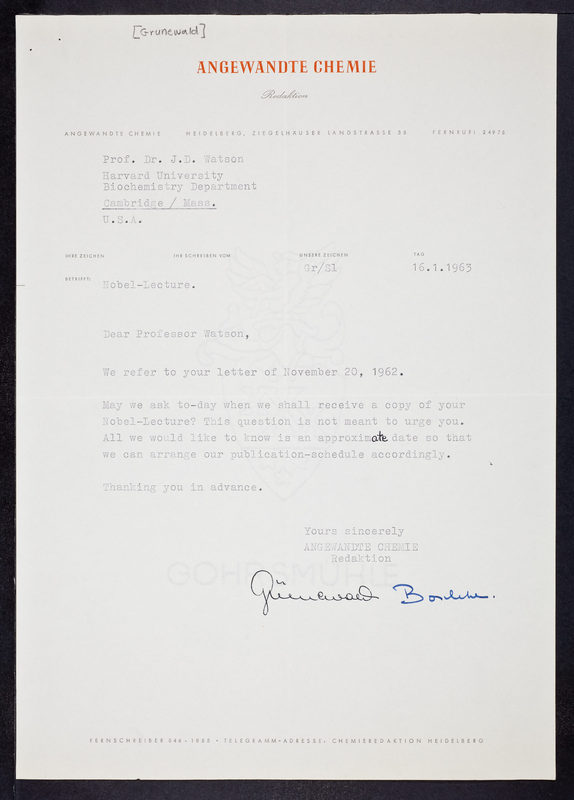 [Grunewald]
ANGEWANDTE CHEMIE
Redaktion
ANGEWANDTE CHEMIE HEIDELBERG, ZIEGELHÄUSER LANDSTRASSE 35 FERNRUF: 24975
Prof. Dr. J.D. Watson
Harvard University
Biochemistry Department
Cambridge / Mass.
U.S.A.
IHRE ZEICHEN IHR SCHREIBEN VOM UNSERE ZEICHEN TAG
Gr/Sl 16.1.1963
BETRIFFT:
Nobel-Lecture.
Dear Professor Watson,
We refer to your letter of November 20, 1962.
May we ask to-day when we shall receive a copy of your
Nobel-Lecture? This question is not meant to urge you.
All we would like to know is an approximate date so that
we can arrange our publication-schedule accordingly.
Thanking you in advance.
Yours sincerely
ANGEWANDTE CHEMIE
Redaktion
GOHRSMÜHLE
Grünewald Boschke.
FERNSCHREIBER 046-1855 • TELEGRAMM-ADRESSE: CHEMIEREDAKTION HEIDELBERG